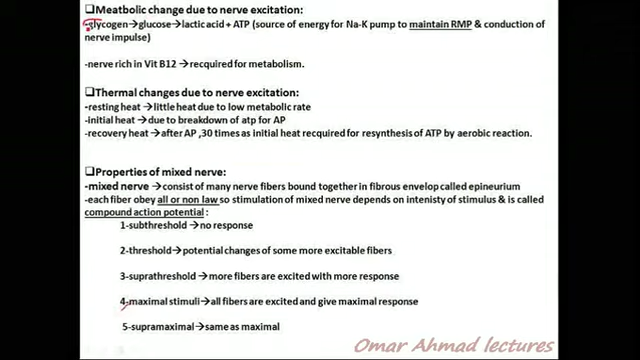 ❑Meatbolic change due to nerve excitation:
-glycogen→glucose→lactic acid + ATP (source of energy for Na-K pump to maintain RMP & conduction of
nerve impulse)
-nerve rich in Vit B12→recquired for metabolism.
❑Thermal changes due to nerve excitation:
-resting heat→little heat due to low metabolic rate
-initial heat→due to breakdown of atp for AP
-recovery heat→after AP ,30 times as initial heat recquired for resynthesis of ATP by aerobic reaction.
❑Properties of mixed nerve:
-mixed nerve→consist of many nerve fibers bound together in fibrous envelop called epineurium
-each fiber obey all or non law so stimulation of mixed nerve depends on intenisty of stimulus & is called
compound action potential :
1-subthreshold→no response
2-threshold→potential changes of some more excitable fibers
3-suprathreshold→more fibers are excited with more response
4-maximal stimuli→all fibers are excited and give maximal response
5-supramaximal→same as maximal
Omar Ahmad lectures